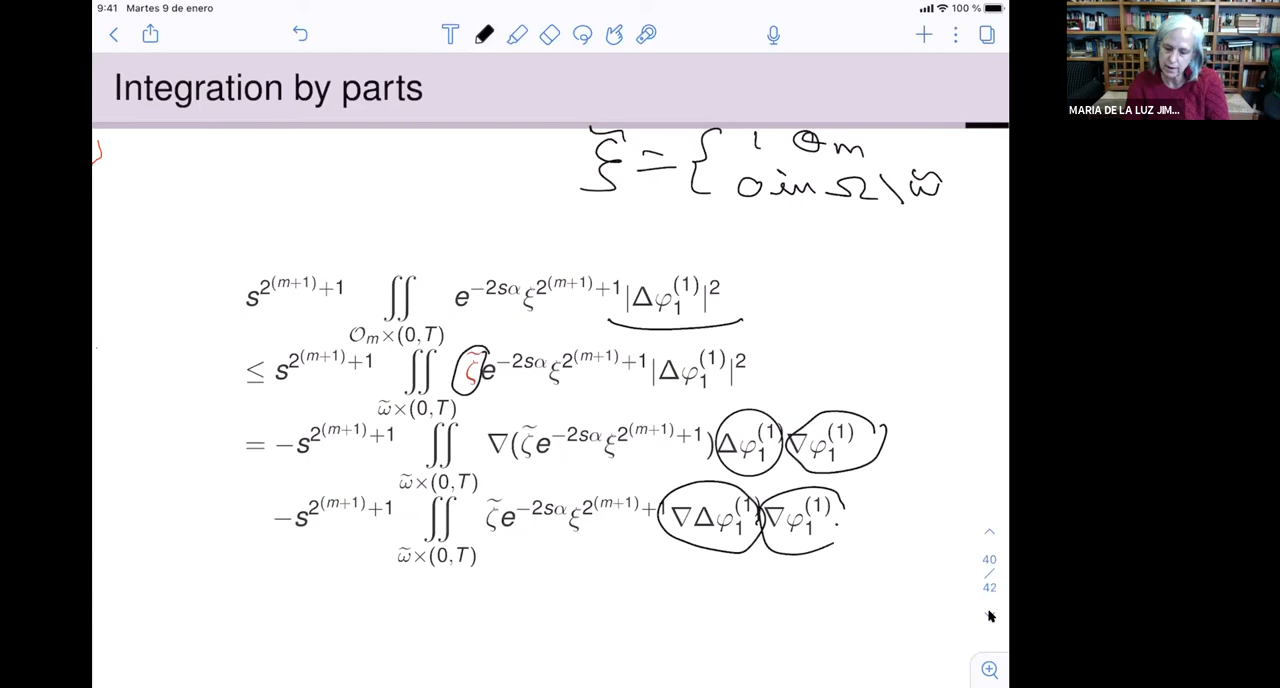 9:41 Martes 9 de enero
100 %
MARIA DE LA LUZ JIM...
Integration by parts
ξ̃ = { 1 𝒪m
0 in Ω \ ω̃
s^{2^{(m+1)}+1} ∬_{𝒪_m×(0,T)} e^{−2sα} ξ^{2^{(m+1)}+1} |Δφ_1^{(1)}|^2
≤ s^{2^{(m+1)}+1} ∬_{ω̃×(0,T)} ζ̃ e^{−2sα} ξ^{2^{(m+1)}+1} |Δφ_1^{(1)}|^2
= −s^{2^{(m+1)}+1} ∬_{ω̃×(0,T)} ∇(ζ̃ e^{−2sα} ξ^{2^{(m+1)}+1}) Δφ_1^{(1)} ∇φ_1^{(1)}
−s^{2^{(m+1)}+1} ∬_{ω̃×(0,T)} ζ̃ e^{−2sα} ξ^{2^{(m+1)}+1} ∇Δφ_1^{(1)} ∇φ_1^{(1)}.
40
/
42